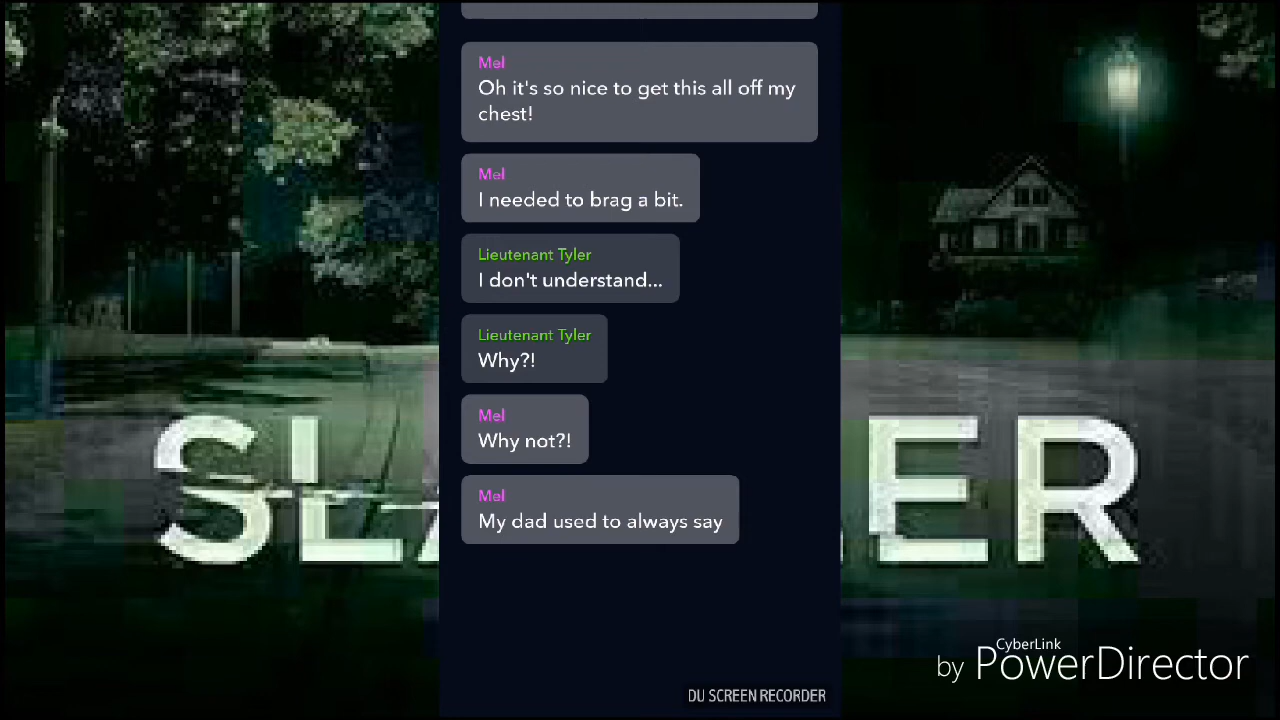 Mel
Oh it's so nice to get this all off my
chest!
Mel
I needed to brag a bit.
Lieutenant Tyler
I don't understand...
Lieutenant Tyler
Why?!
Mel
Why not?!
Mel
My dad used to always say
SL ER
CyberLink
by PowerDirector
DU SCREEN RECORDER